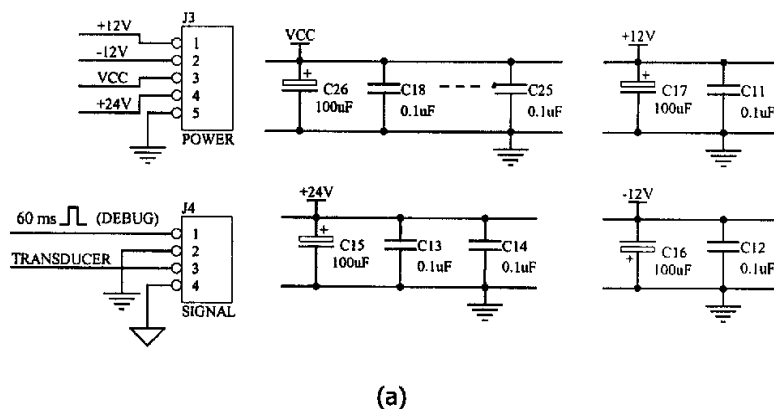 J3
+12V
1
-12V
2
VCC
3
+24V
4
5
POWER
VCC
C26
100uF
C18
0.1uF
C25
0.1uF
+12V
C17
100uF
C11
0.1uF
J4
60 ms (DEBUG)
1
2
TRANSDUCER
3
4
SIGNAL
+24V
C15
100uF
C13
0.1uF
C14
0.1uF
-12V
C16
100uF
C12
0.1uF
(a)